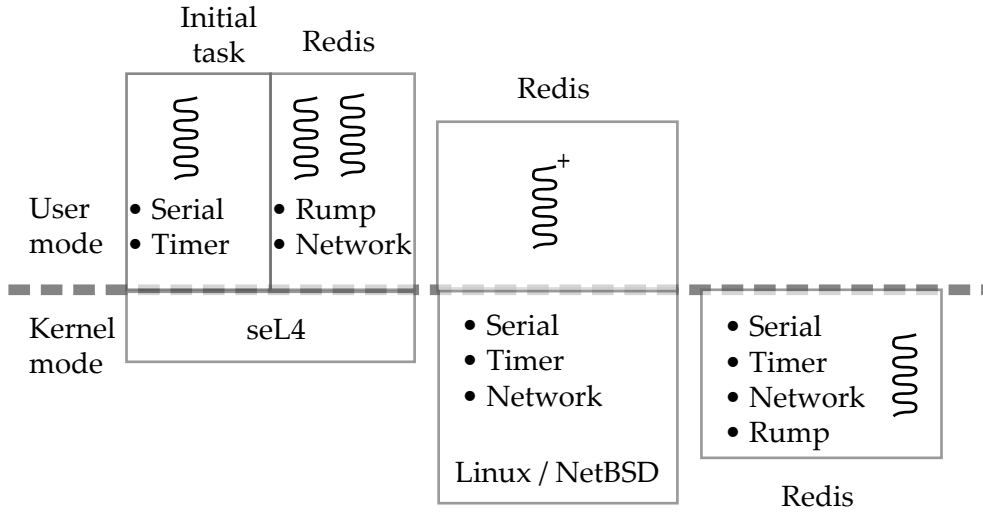 Initial
task
Redis
Redis
User
mode
• Serial
• Timer
• Rump
• Network
+
Kernel
mode
seL4
• Serial
• Timer
• Network
Linux / NetBSD
• Serial
• Timer
• Network
• Rump
Redis